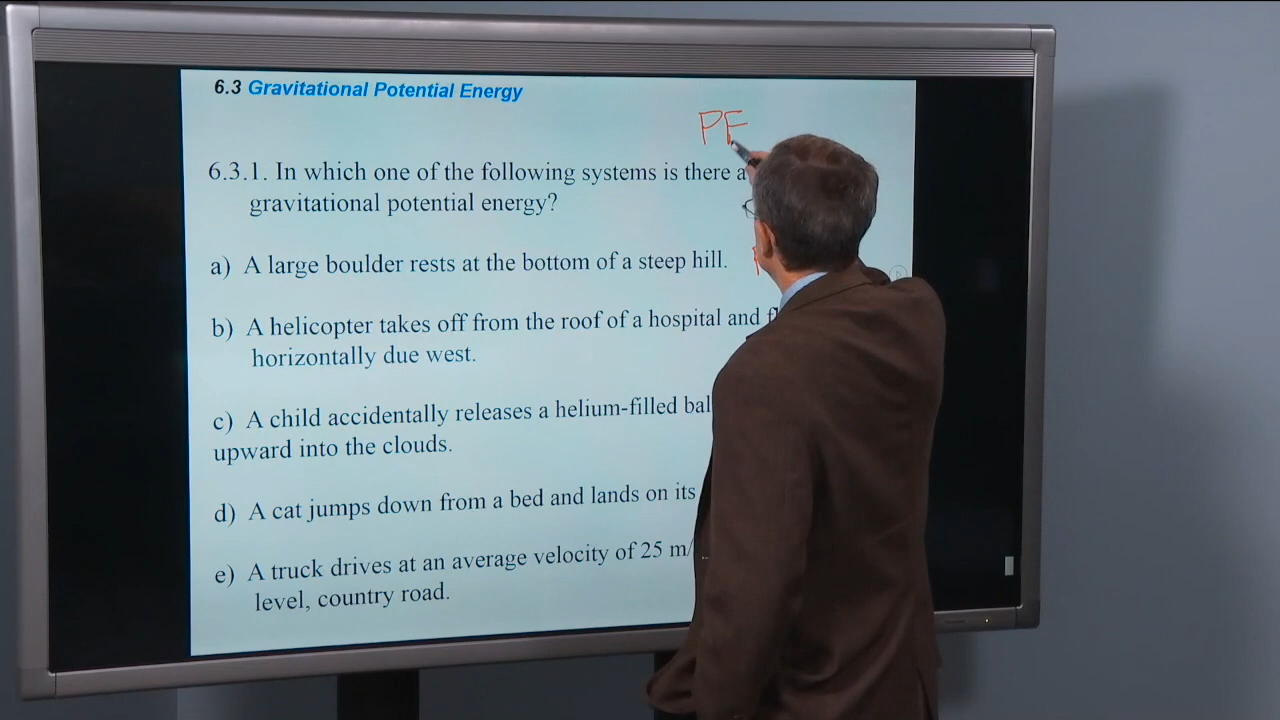 6.3 Gravitational Potential Energy
PE
6.3.1. In which one of the following systems is there a
gravitational potential energy?
a) A large boulder rests at the bottom of a steep hill.
b) A helicopter takes off from the roof of a hospital and
horizontally due west.
c) A child accidentally releases a helium-filled
upward into the clouds.
d) A cat jumps down from a bed and lands on its
e) A truck drives at an average velocity of 25
level, country road.